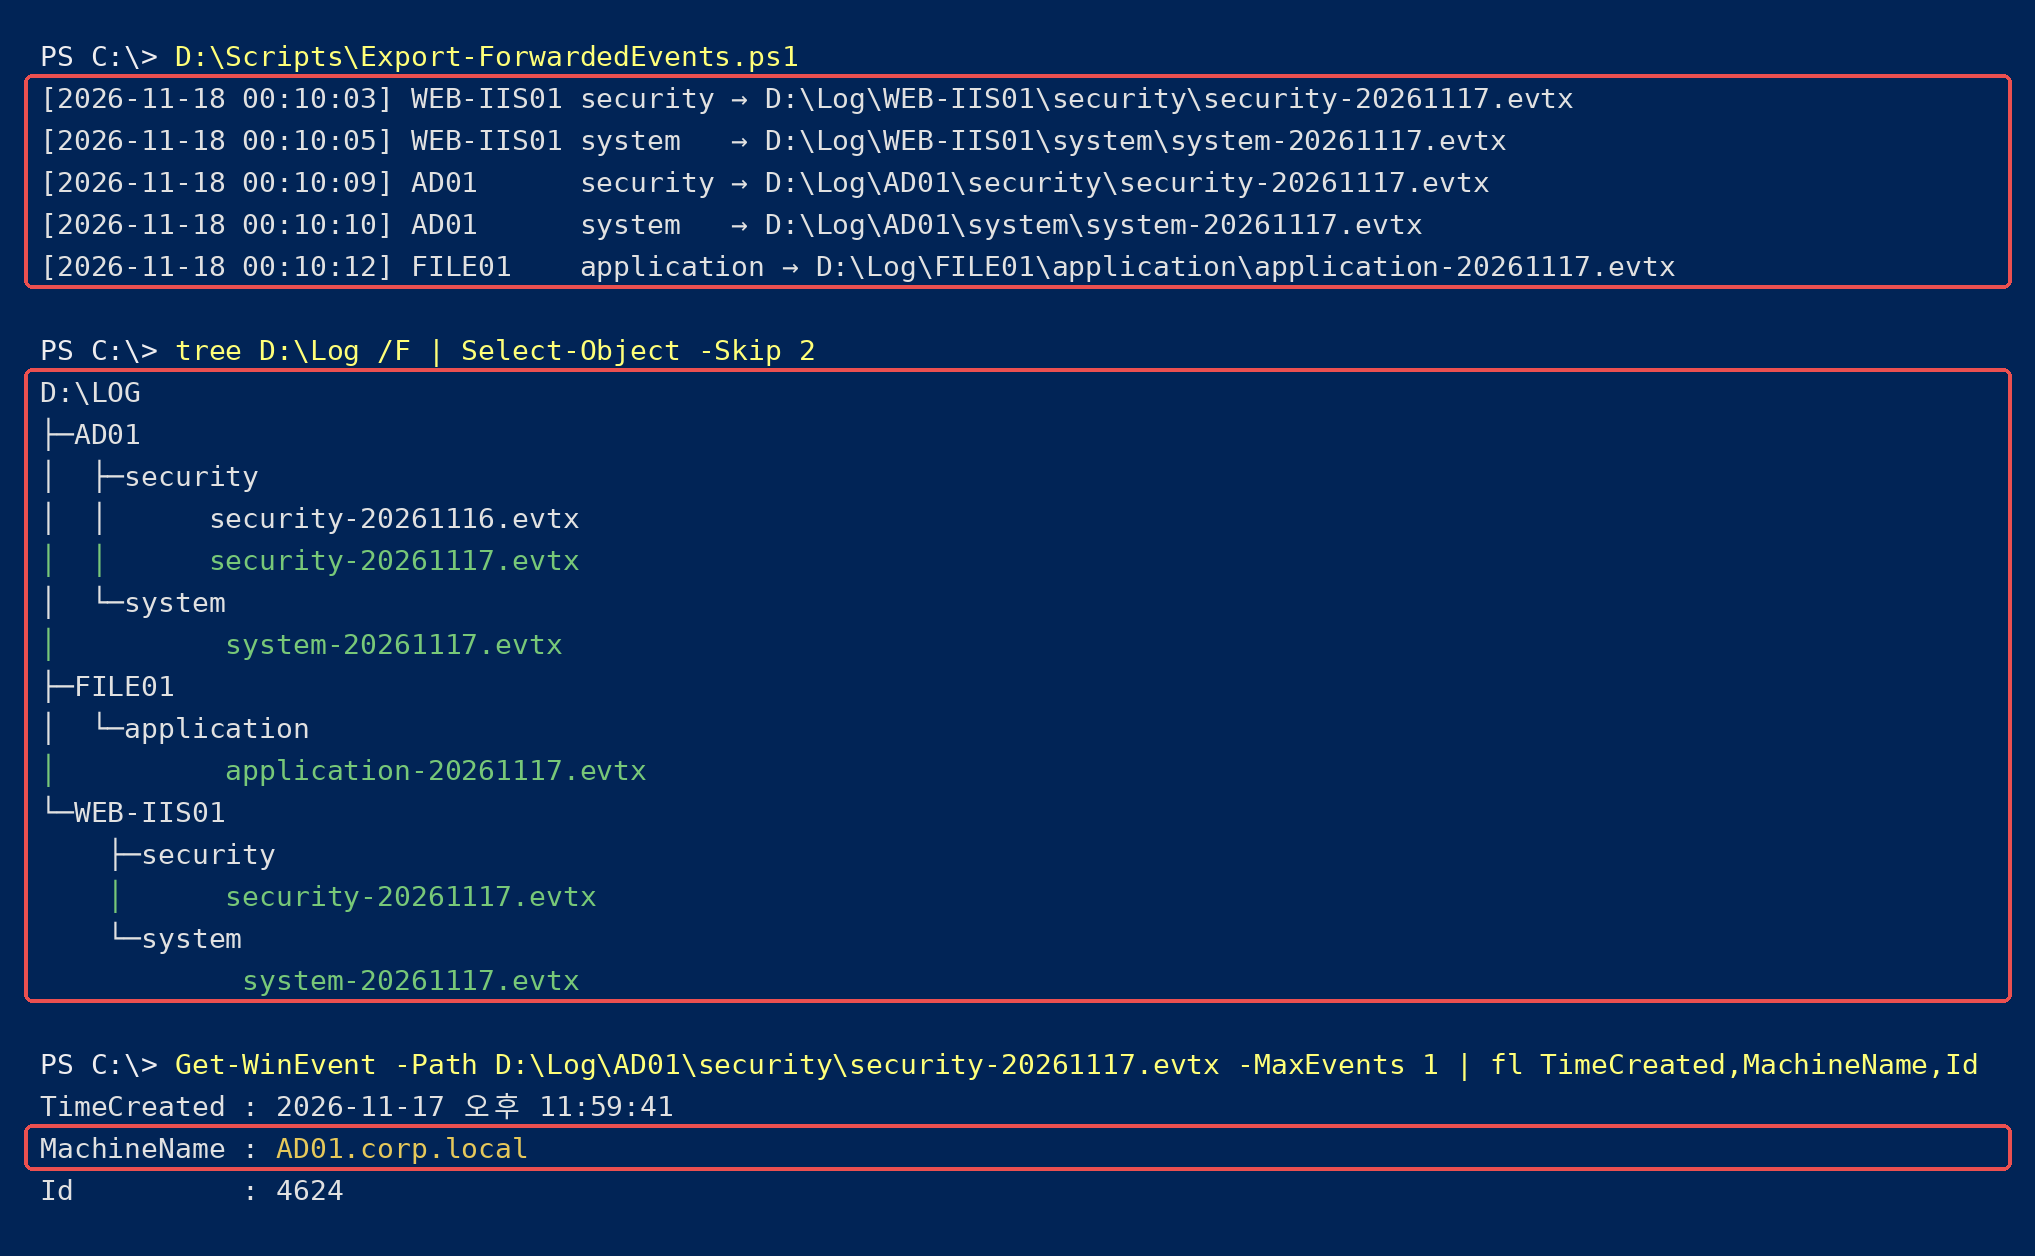 PS C:\> D:\Scripts\Export-ForwardedEvents.ps1
[2026-11-18 00:10:03] WEB-IIS01 security → D:\Log\WEB-IIS01\security\security-20261117.evtx
[2026-11-18 00:10:05] WEB-IIS01 system   → D:\Log\WEB-IIS01\system\system-20261117.evtx
[2026-11-18 00:10:09] AD01      security → D:\Log\AD01\security\security-20261117.evtx
[2026-11-18 00:10:10] AD01      system   → D:\Log\AD01\system\system-20261117.evtx
[2026-11-18 00:10:12] FILE01    application → D:\Log\FILE01\application\application-20261117.evtx
PS C:\> tree D:\Log /F | Select-Object -Skip 2
D:\LOG
├─AD01
│  ├─security
│  │      security-20261116.evtx
│  │      security-20261117.evtx
│  └─system
│          system-20261117.evtx
├─FILE01
│  └─application
│          application-20261117.evtx
└─WEB-IIS01
    ├─security
    │      security-20261117.evtx
    └─system
            system-20261117.evtx
PS C:\> Get-WinEvent -Path D:\Log\AD01\security\security-20261117.evtx -MaxEvents 1 | fl TimeCreated,MachineName,Id
TimeCreated : 2026-11-17 오후 11:59:41
MachineName : AD01.corp.local
Id          : 4624